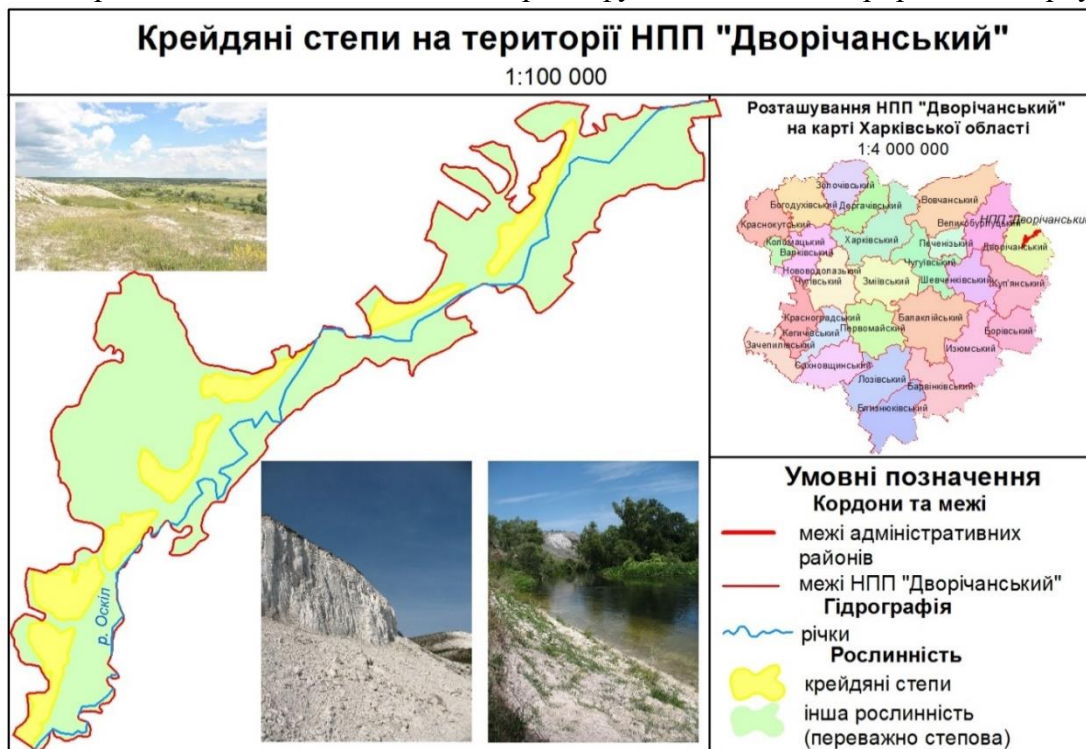 Крейдяні степи на території НПП "Дворічанський"
1:100 000
Розташування НПП "Дворічанський"
на карті Харківської області
1:4 000 000
Золочівський
Богодухівський
Дергачівський
Вовчанський
Краснокутський
Великобурлуцький
НПП "Дворічанський"
Коломацький
Харківський
Печенізький
Дворічанський
Валківський
Чугуївський
Нововодолазький
Чугівський
Зміївський
Шевченківський
Куп'янський
Красноградський
Балаклійський
Кегичівський
Первомайский
Борівський
Зачепилівський
Ізюмський
Сахновщинський
Лозівський
Барвінківський
Близнюківський
р. Оскіл
Умовні позначення
Кордони та межі
межі адміністративних
районів
межі НПП "Дворічанський"
Гідрографія
річки
Рослинність
крейдяні степи
інша рослинність
(переважно степова)